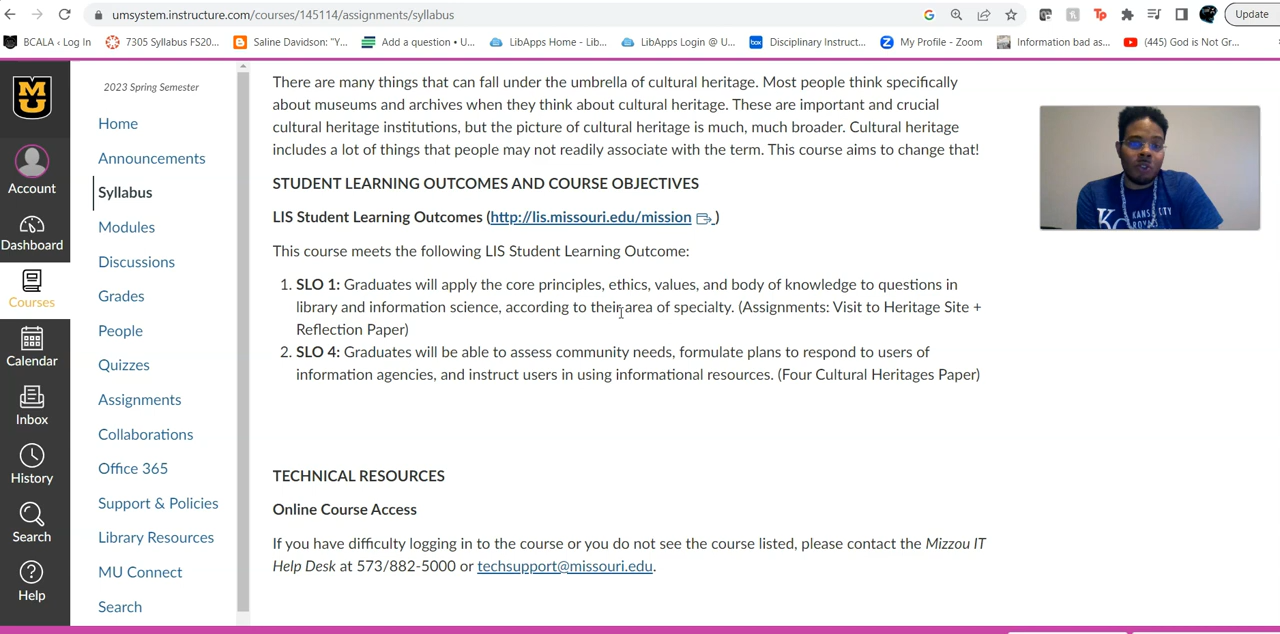 umsystem.instructure.com/courses/145114/assignments/syllabus
Update
BCALA ‹ Log In
7305 Syllabus FS20...
Saline Davidson: "Y...
Add a question • U...
LibApps Home - Lib...
LibApps Login @ U...
box
Disciplinary Instruct...
My Profile - Zoom
Information bad as...
(445) God is Not Gr...
Account
Dashboard
Courses
Calendar
Inbox
History
Search
Help
2023 Spring Semester
Home
Announcements
Syllabus
Modules
Discussions
Grades
People
Quizzes
Assignments
Collaborations
Office 365
Support & Policies
Library Resources
MU Connect
Search
There are many things that can fall under the umbrella of cultural heritage. Most people think specifically
about museums and archives when they think about cultural heritage. These are important and crucial
cultural heritage institutions, but the picture of cultural heritage is much, much broader. Cultural heritage
includes a lot of things that people may not readily associate with the term. This course aims to change that!
STUDENT LEARNING OUTCOMES AND COURSE OBJECTIVES
LIS Student Learning Outcomes (http://lis.missouri.edu/mission )
This course meets the following LIS Student Learning Outcome:
1. SLO 1: Graduates will apply the core principles, ethics, values, and body of knowledge to questions in
library and information science, according to their area of specialty. (Assignments: Visit to Heritage Site +
Reflection Paper)
2. SLO 4: Graduates will be able to assess community needs, formulate plans to respond to users of
information agencies, and instruct users in using informational resources. (Four Cultural Heritages Paper)
TECHNICAL RESOURCES
Online Course Access
If you have difficulty logging in to the course or you do not see the course listed, please contact the Mizzou IT
Help Desk at 573/882-5000 or techsupport@missouri.edu.
KANSAS CITY
ROYALS